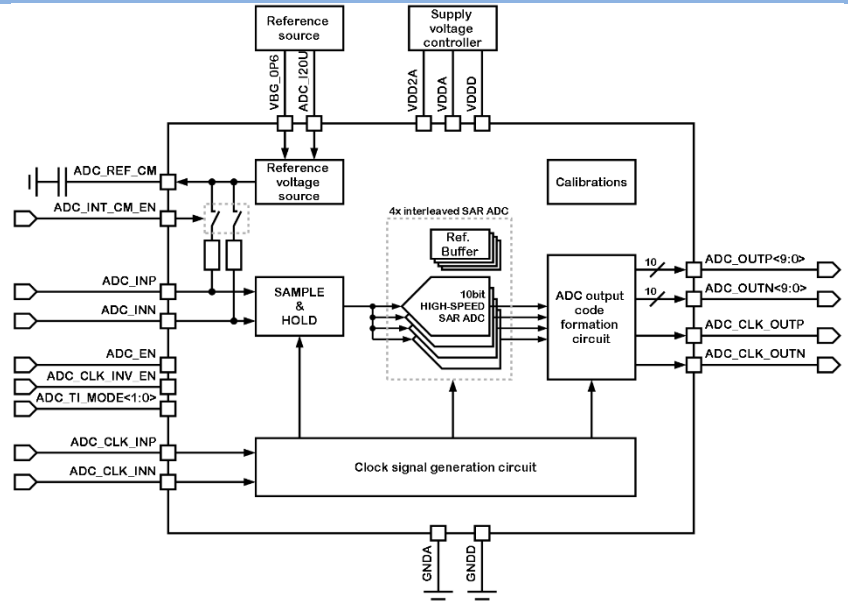 Reference
source
Supply
voltage
controller
VBG_0P6
ADC_I20U
VDD2A
VDDA
VDDD
ADC_REF_CM
Reference
voltage
source
Calibrations
ADC_INT_CM_EN
4x interleaved SAR ADC
Ref.
Buffer
ADC_INP
ADC_INN
SAMPLE
&
HOLD
10bit
HIGH-SPEED
SAR ADC
ADC output
code
formation
circuit
10
ADC_OUTP<9:0>
10
ADC_OUTN<9:0>
ADC_CLK_OUTP
ADC_CLK_OUTN
ADC_EN
ADC_CLK_INV_EN
ADC_TI_MODE<1:0>
ADC_CLK_INP
ADC_CLK_INN
Clock signal generation circuit
GNDA
GNDD